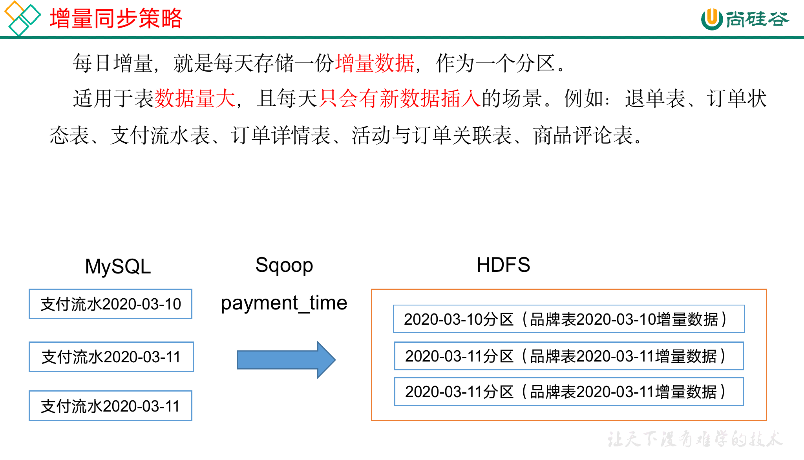 增量同步策略
尚硅谷
每日增量，就是每天存储一份增量数据，作为一个分区。
适用于表数据量大，且每天只会有新数据插入的场景。例如：退单表、订单状
态表、支付流水表、订单详情表、活动与订单关联表、商品评论表。
MySQL
Sqoop
HDFS
支付流水2020-03-10
payment_time
2020-03-10分区（品牌表2020-03-10增量数据）
支付流水2020-03-11
2020-03-11分区（品牌表2020-03-11增量数据）
支付流水2020-03-11
2020-03-11分区（品牌表2020-03-11增量数据）
让天下没有难学的技术